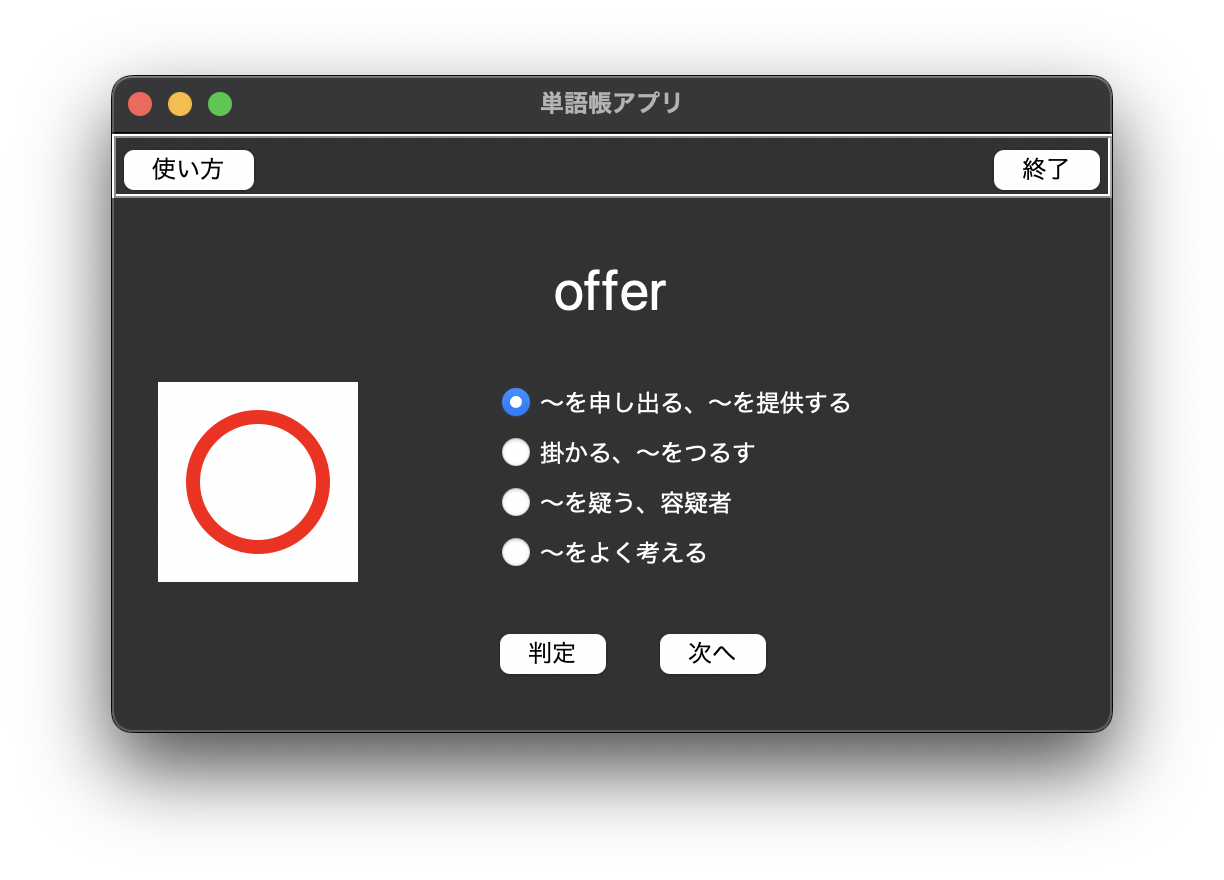 単語帳アプリ
使い方
終了
offer
〜を申し出る、〜を提供する
掛かる、〜をつるす
〜を疑う、容疑者
〜をよく考える
判定
次へ